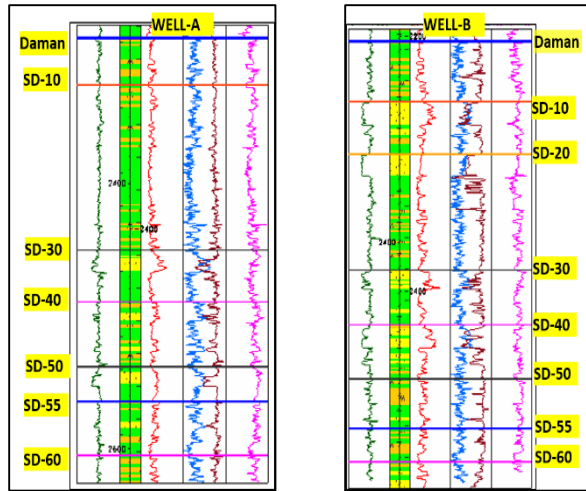 WELL-A
Daman
SD-10
2400
2400
SD-30
SD-40
SD-50
SD-55
2600
SD-60
WELL-B
Daman
SD-10
SD-20
2400
SD-30
2400
SD-40
SD-50
SD-55
SD-60